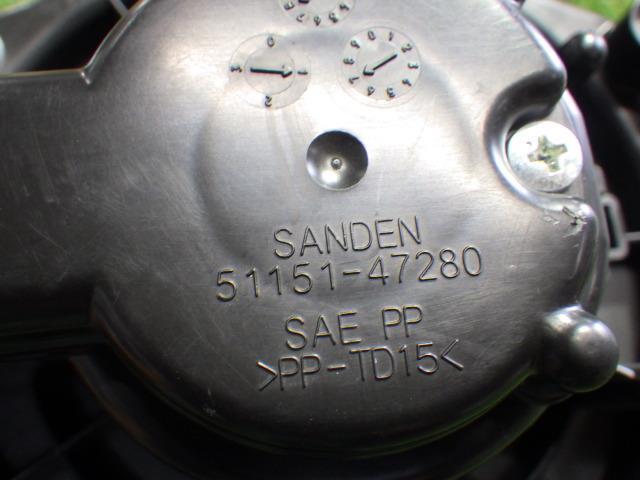 SANDEN
51151-47280
SAE PP
>PP-TD15<